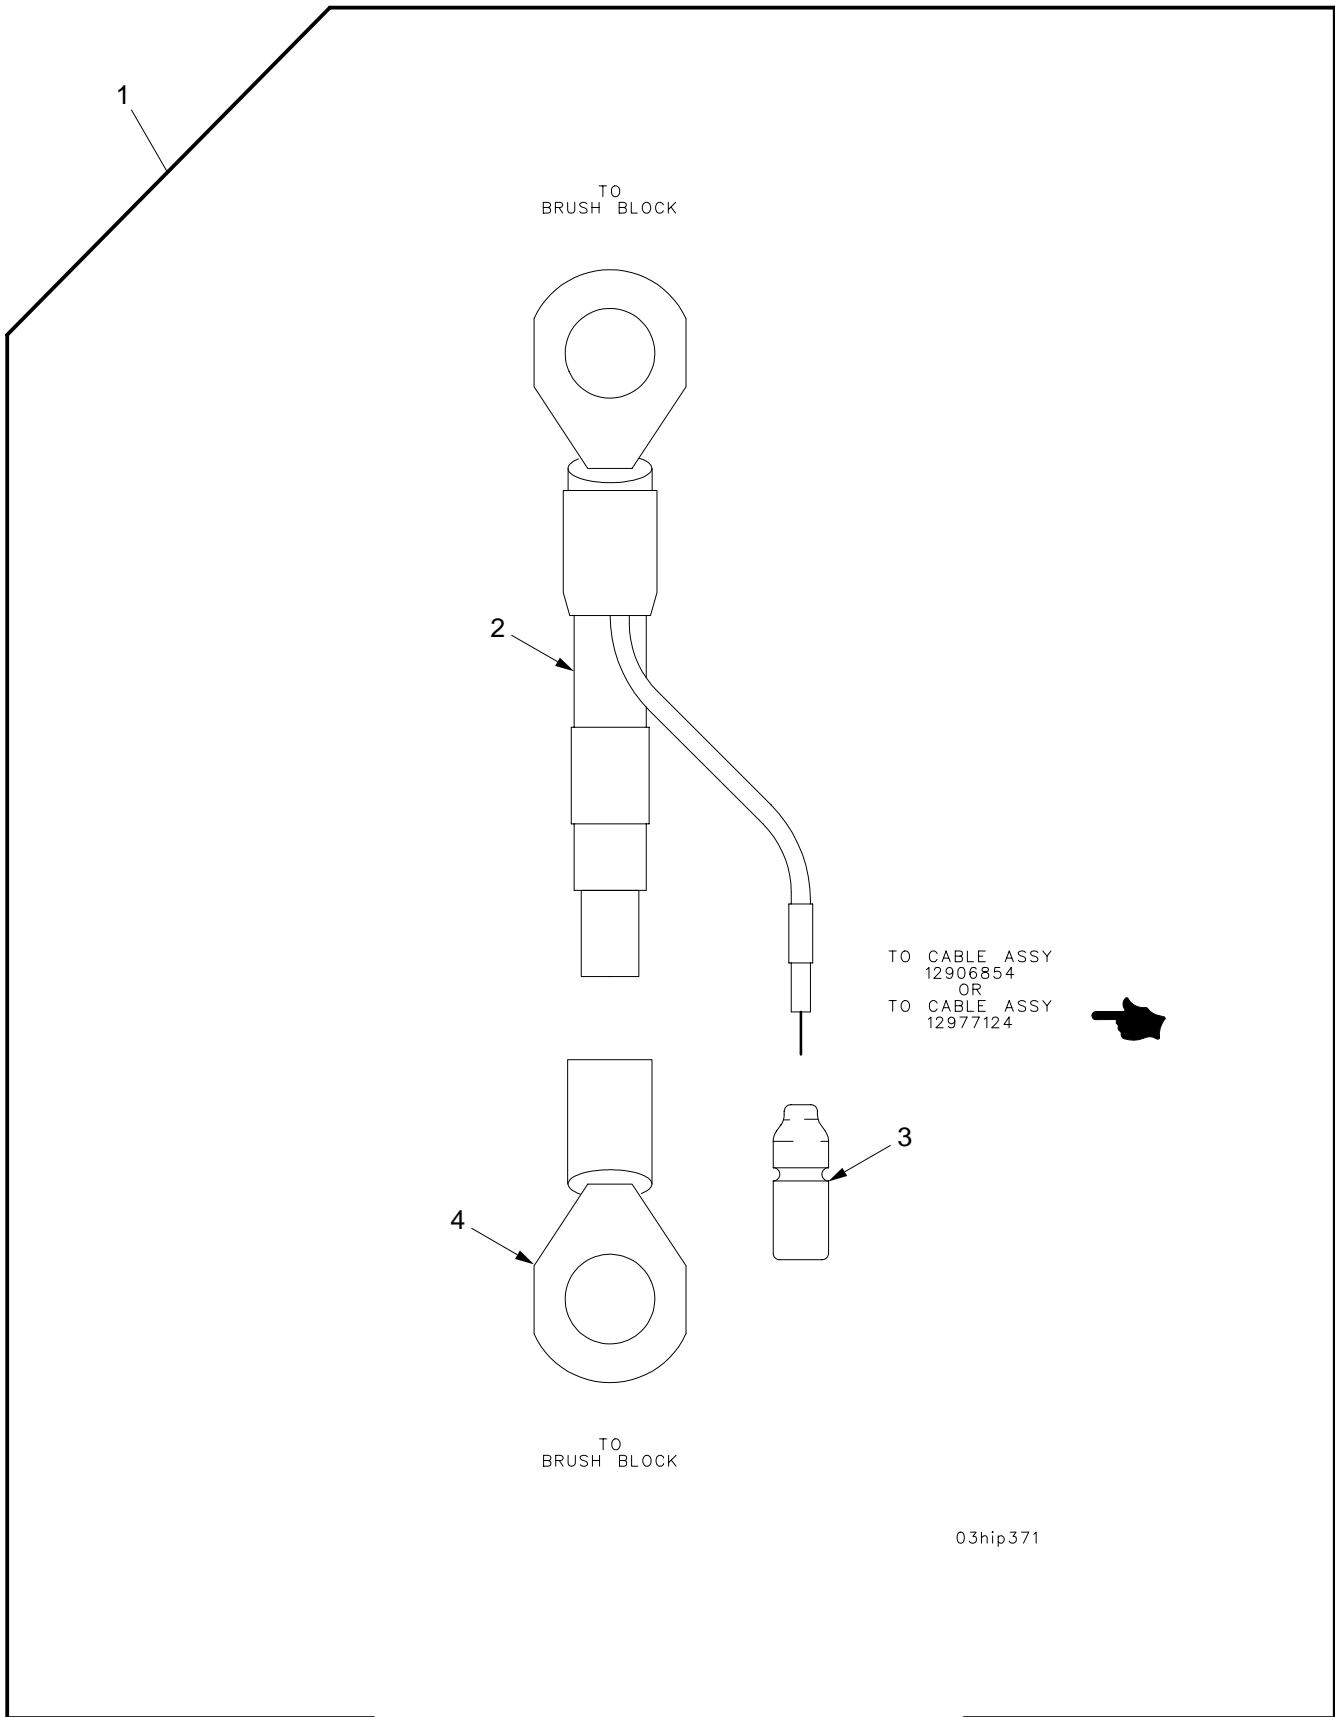 1
TO
BRUSH BLOCK
2
TO CABLE ASSY
12906854
OR
TO CABLE ASSY
12977124
3
4
TO
BRUSH BLOCK
03hip371